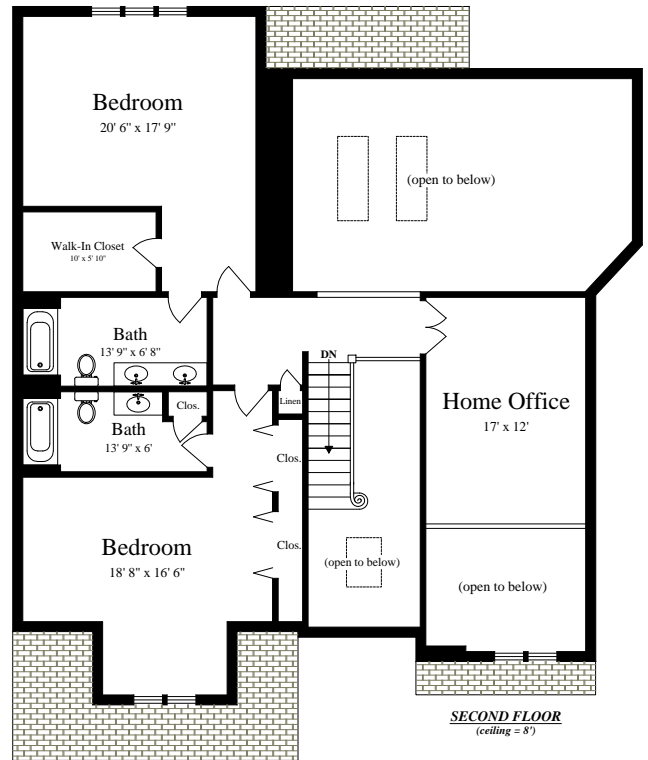 Bedroom
20' 6" x 17' 9"
(open to below)
Walk-In Closet
10' x 5' 10"
Bath
13' 9" x 6' 8"
DN
Linen
Home Office
17' x 12'
Clos.
Bath
13' 9" x 6'
Clos.
Clos.
Bedroom
18' 8" x 16' 6"
(open to below)
(open to below)
SECOND FLOOR
(ceiling = 8')